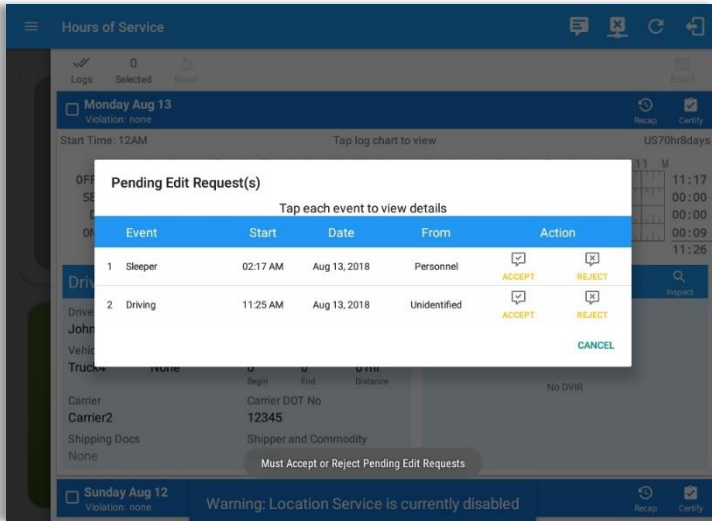 Hours of Service
Logs
0
Selected
Reset
Email
Monday Aug 13
Violation: none
Recap
Certify
Start Time: 12AM
Tap log chart to view
US70hr8days
11 M
OFF
11:17
00:00
00:00
00:09
11:26
Pending Edit Request(s)
Tap each event to view details
Event Start Date From Action
1 Sleeper 02:17 AM Aug 13, 2018 Personnel ACCEPT REJECT
2 Driving 11:25 AM Aug 13, 2018 Unidentified ACCEPT REJECT
CANCEL
Inspect
Truck4
None
Begin
End
Distance
No DVIR
Carrier
Carrier DOT No
Carrier2
12345
Shipping Docs
Shipper and Commodity
None
Must Accept or Reject Pending Edit Requests
Sunday Aug 12
Violation: none
Warning: Location Service is currently disabled
Recap
Certify